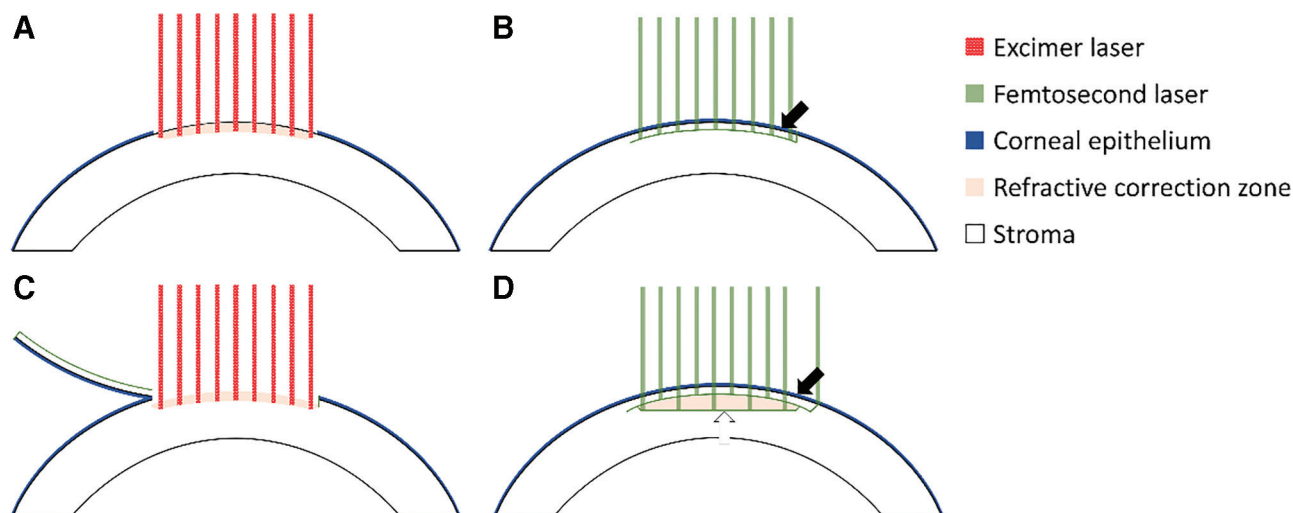 A
B
Excimer laser
Femtosecond laser
Corneal epithelium
Refractive correction zone
Stroma
C
D